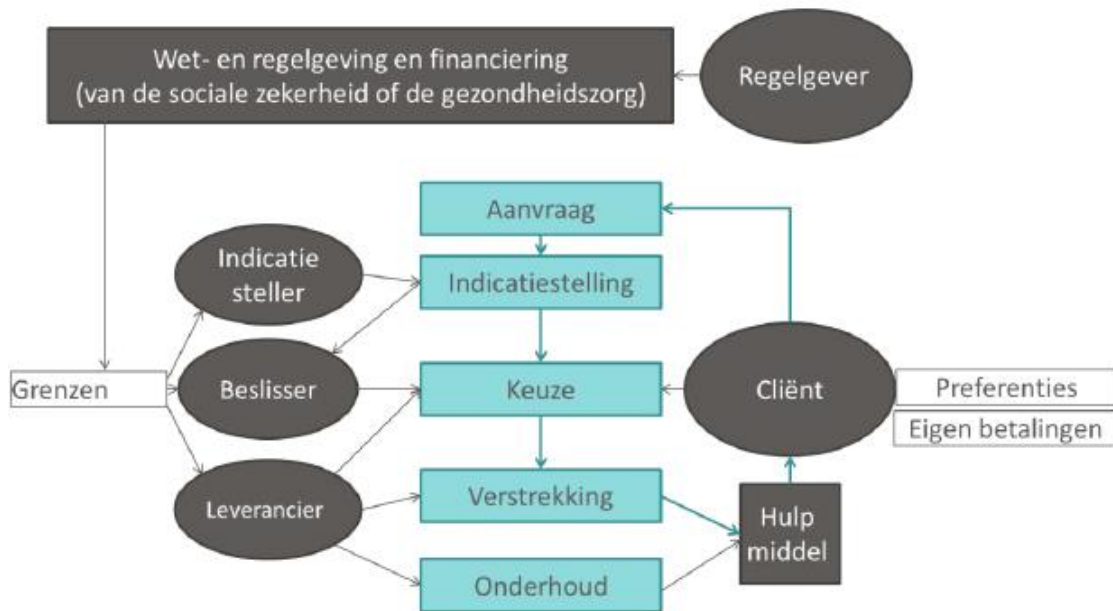 Wet- en regelgeving en financiering
(van de sociale zekerheid of de gezondheidszorg)
Regelgever
Aanvraag
Indicatie
steller
Indicatiestelling
Grenzen
Beslisser
Keuze
Cliënt
Preferenties
Eigen betalingen
Leverancier
Verstrekking
Hulp
middel
Onderhoud